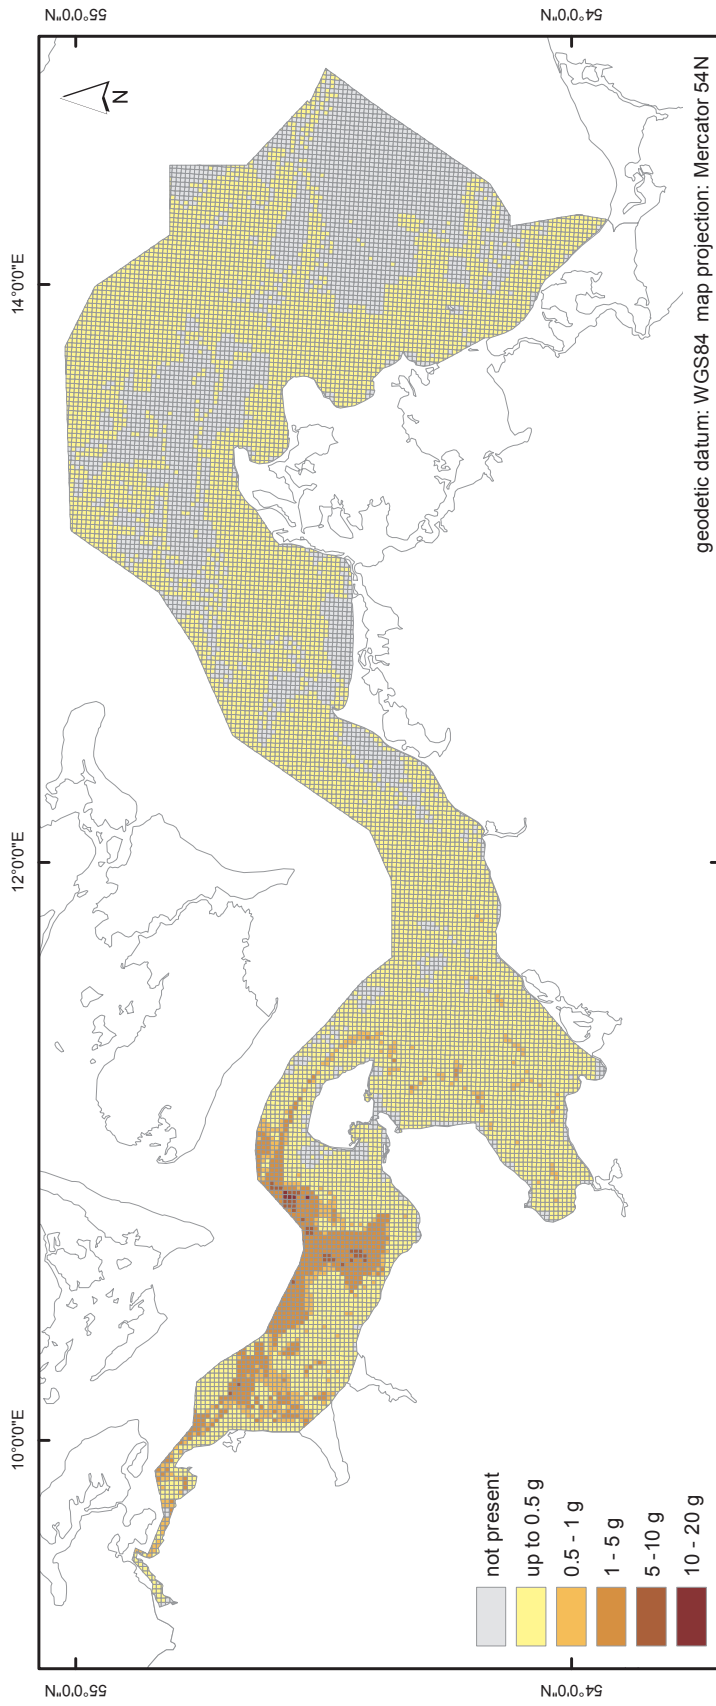 10°0'0"E
12°0'0"E
14°0'0"E
55°0'0"N
55°0'0"N
54°0'0"N
54°0'0"N
N
not present
up to 0.5 g
0.5 - 1 g
1 - 5 g
5 -10 g
10 - 20 g
geodetic datum: WGS84 map projection: Mercator 54N